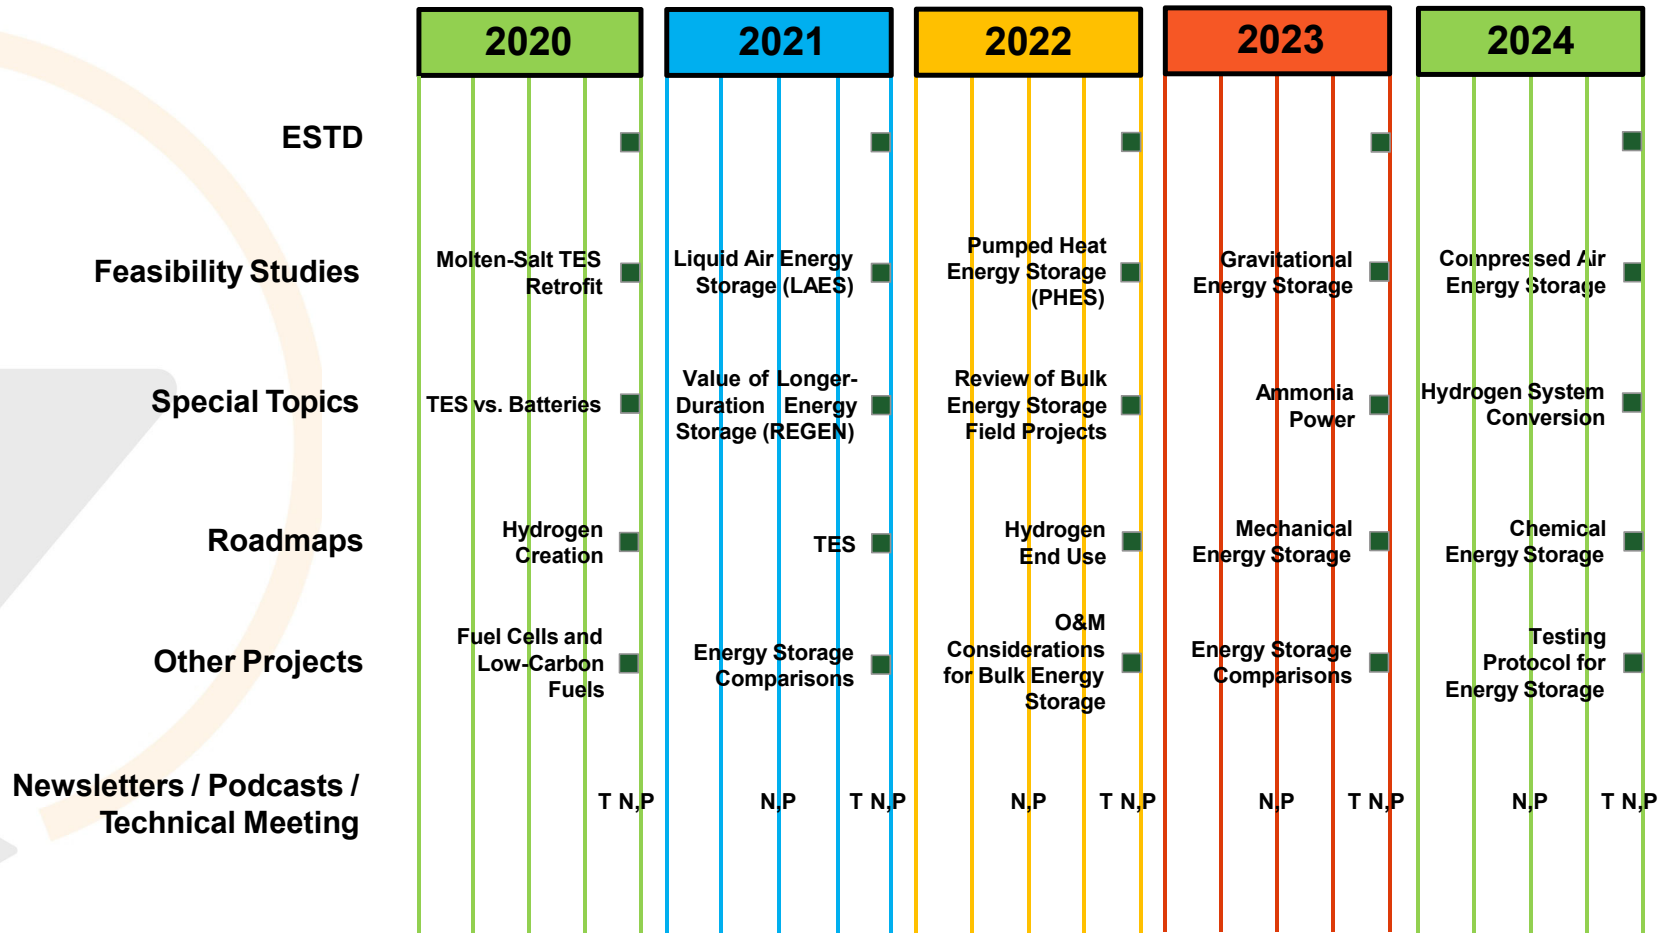 2020
2021
2022
2023
2024
ESTD
Feasibility Studies
Molten-Salt TES
Retrofit
Liquid Air Energy
Storage (LAES)
Pumped Heat
Energy Storage
(PHES)
Gravitational
Energy Storage
Compressed Air
Energy Storage
Special Topics
TES vs. Batteries
Value of Longer-
Duration Energy
Storage (REGEN)
Review of Bulk
Energy Storage
Field Projects
Ammonia
Power
Hydrogen System
Conversion
Roadmaps
Hydrogen
Creation
TES
Hydrogen
End Use
Mechanical
Energy Storage
Chemical
Energy Storage
Other Projects
Fuel Cells and
Low-Carbon
Fuels
Energy Storage
Comparisons
O&M
Considerations
for Bulk Energy
Storage
Energy Storage
Comparisons
Testing
Protocol for
Energy Storage
Newsletters / Podcasts /
Technical Meeting
T N,P
N,P
T N,P
N,P
T N,P
N,P
T N,P
N,P
T N,P